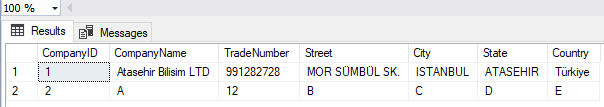 100 %
Results Messages
CompanyID CompanyName TradeNumber Street City State Country
1 1 Atasehir Bilisim LTD 991282728 MOR SÜMBÜL SK. ISTANBUL ATASEHIR Türkiye
2 2 A 12 B C D E